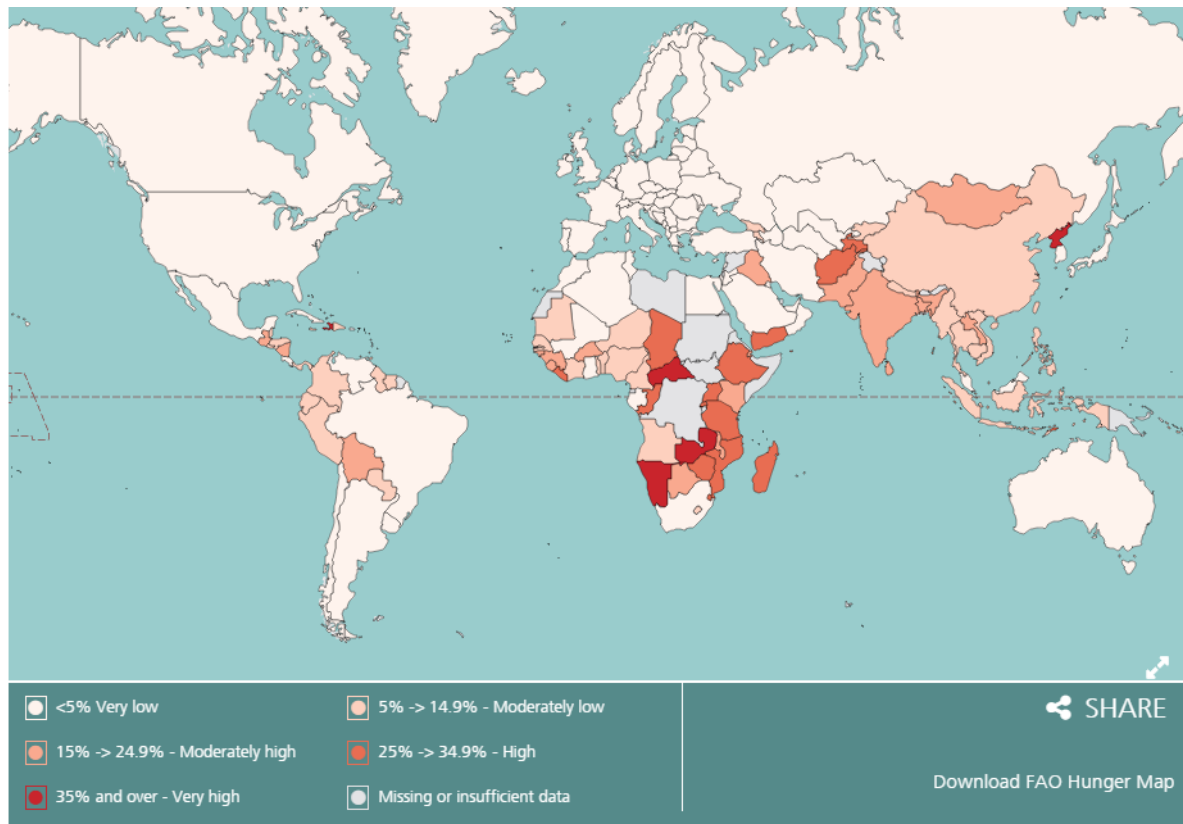 <5% Very low
5% -> 14.9% - Moderately low
15% -> 24.9% - Moderately high
25% -> 34.9% - High
35% and over - Very high
Missing or insufficient data
SHARE
Download FAO Hunger Map